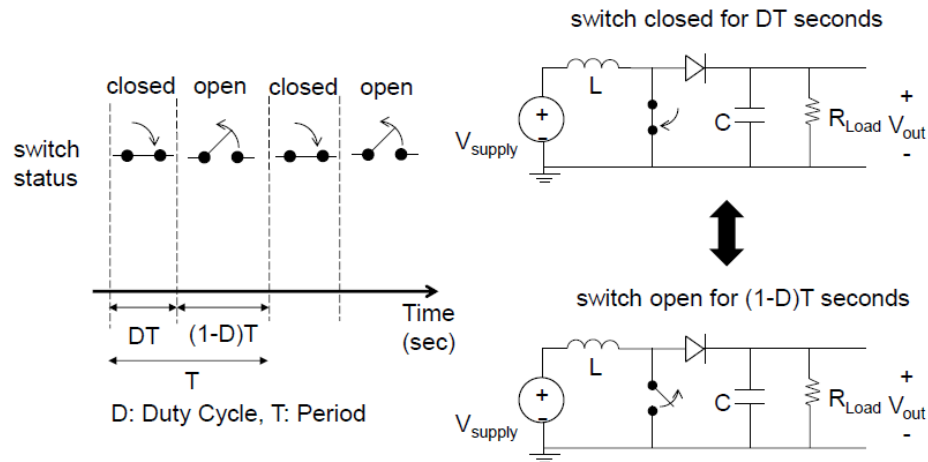 switch closed for DT seconds
closed open closed open
switch
status
L
+
-
V_supply
C
R_Load
+
V_out
-
DT
(1-D)T
Time
(sec)
T
D: Duty Cycle, T: Period
switch open for (1-D)T seconds
L
+
-
V_supply
C
R_Load
+
V_out
-